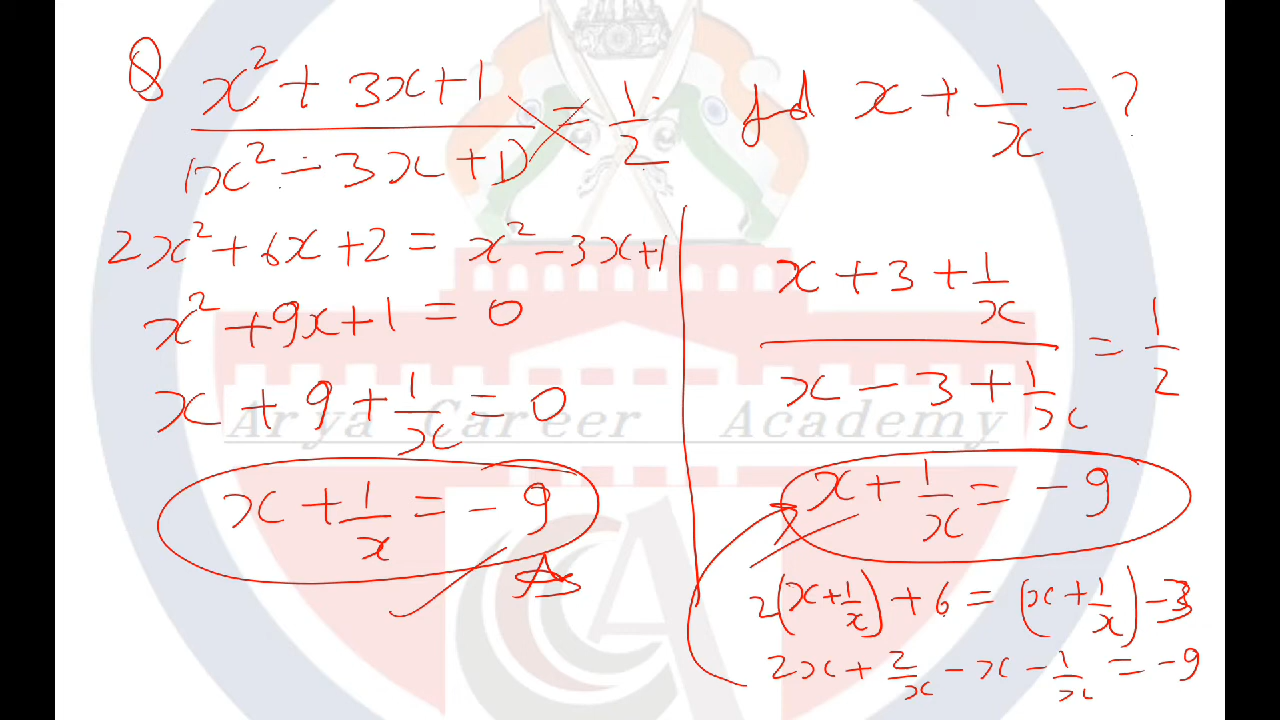 Q x² + 3x + 1 / 1x² - 3x + 1) = 1/2 find x + 1/x = ?
2x² + 6x + 2 = x² - 3x + 1
x² + 9x + 1 = 0
x + 9 + 1/x = 0
x + 1/x = - 9
x + 3 + 1/x / x - 3 + 1/x = 1/2
x + 1/x = - 9
2(x + 1/x) + 6 = (x + 1/x) - 3
2x + 2/x - x - 1/x = - 9
Arya Career Academy